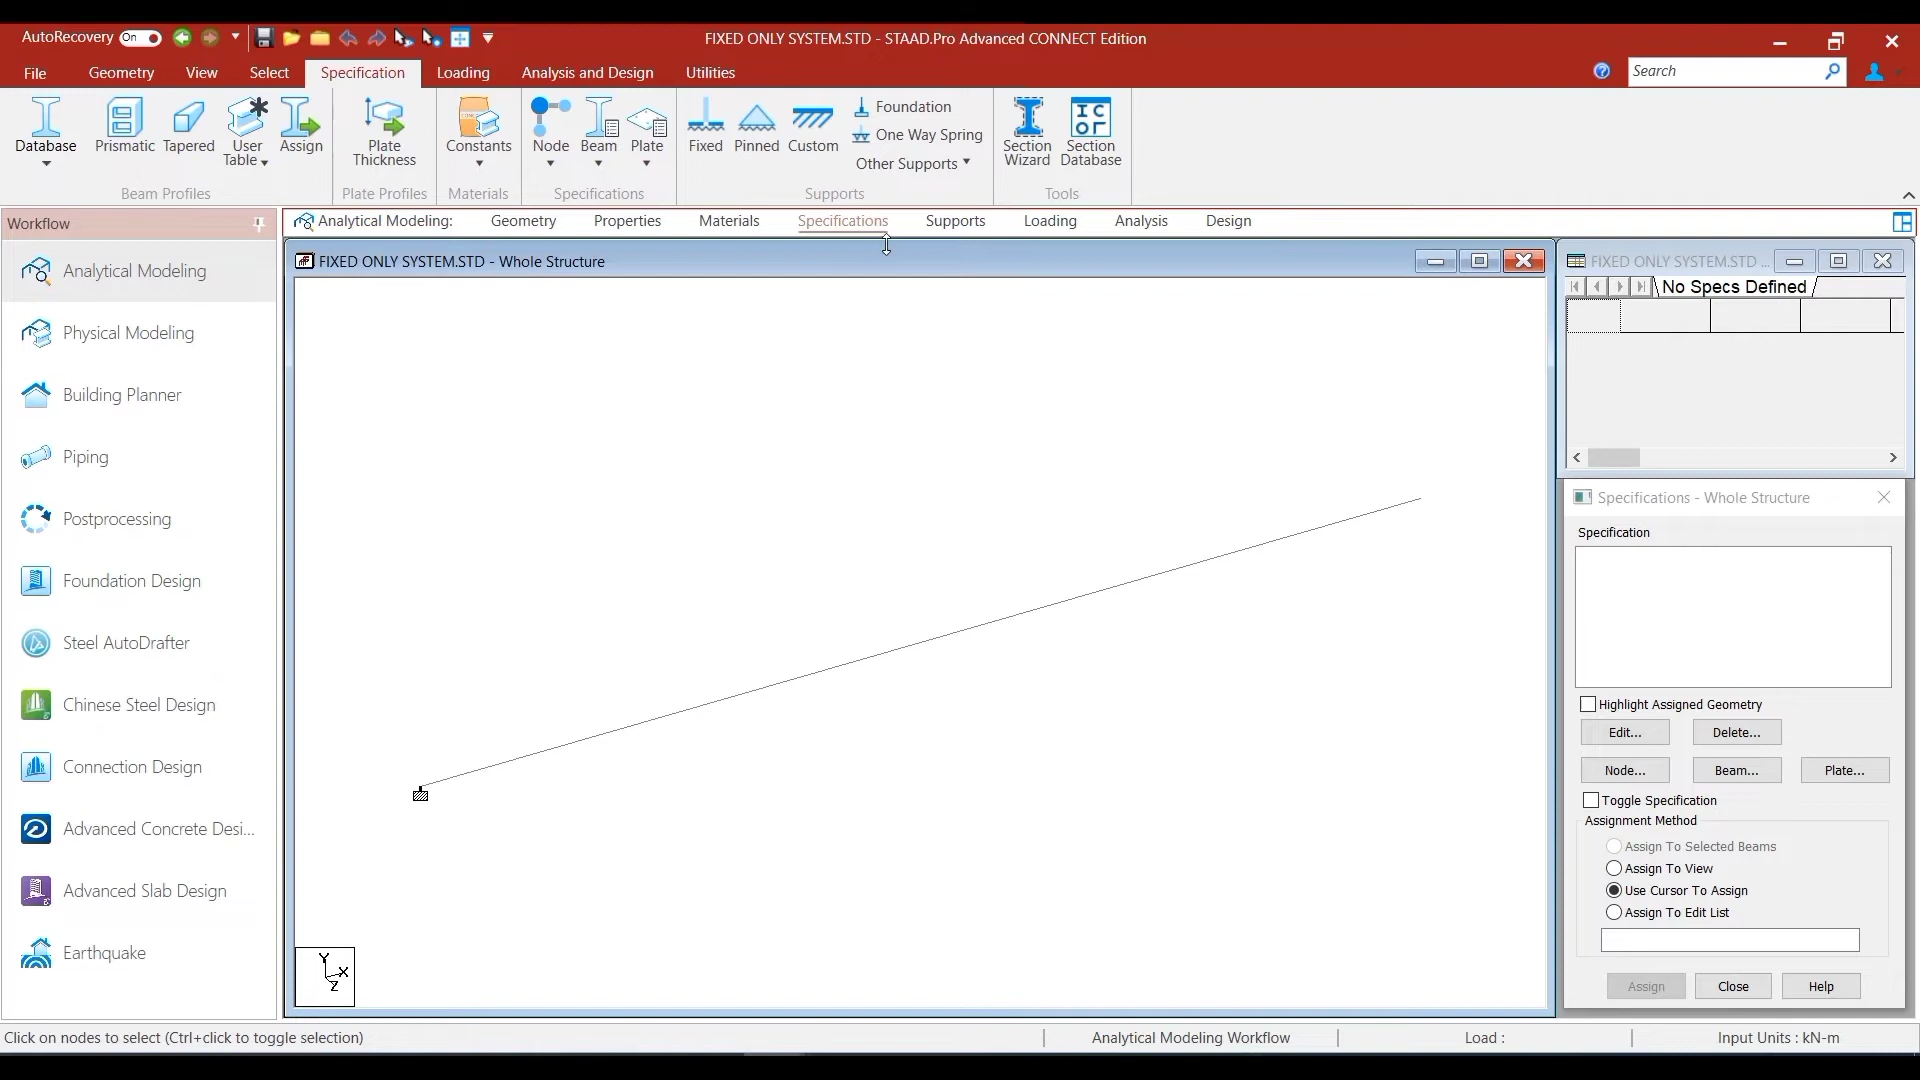 AutoRecovery On
FIXED ONLY SYSTEM.STD - STAAD.Pro Advanced CONNECT Edition
File Geometry View Select Specification Loading Analysis and Design Utilities
Search
Database Prismatic Tapered User Table Assign
Beam Profiles
Plate Thickness
Plate Profiles
Constants
Materials
Node Beam Plate
Specifications
Fixed Pinned Custom
Foundation
One Way Spring
Other Supports
Supports
Section Wizard
Section Database
Tools
Workflow
Analytical Modeling
Physical Modeling
Building Planner
Piping
Postprocessing
Foundation Design
Steel AutoDrafter
Chinese Steel Design
Connection Design
Advanced Concrete Desi...
Advanced Slab Design
Earthquake
Analytical Modeling: Geometry Properties Materials Specifications Supports Loading Analysis Design
FIXED ONLY SYSTEM.STD - Whole Structure
Y
X
Z
FIXED ONLY SYSTEM.STD ...
No Specs Defined
Specifications - Whole Structure
Specification
Highlight Assigned Geometry
Edit... Delete...
Node... Beam... Plate...
Toggle Specification
Assignment Method
Assign To Selected Beams
Assign To View
Use Cursor To Assign
Assign To Edit List
Assign Close Help
Click on nodes to select (Ctrl+click to toggle selection)
Analytical Modeling Workflow
Load :
Input Units : kN-m